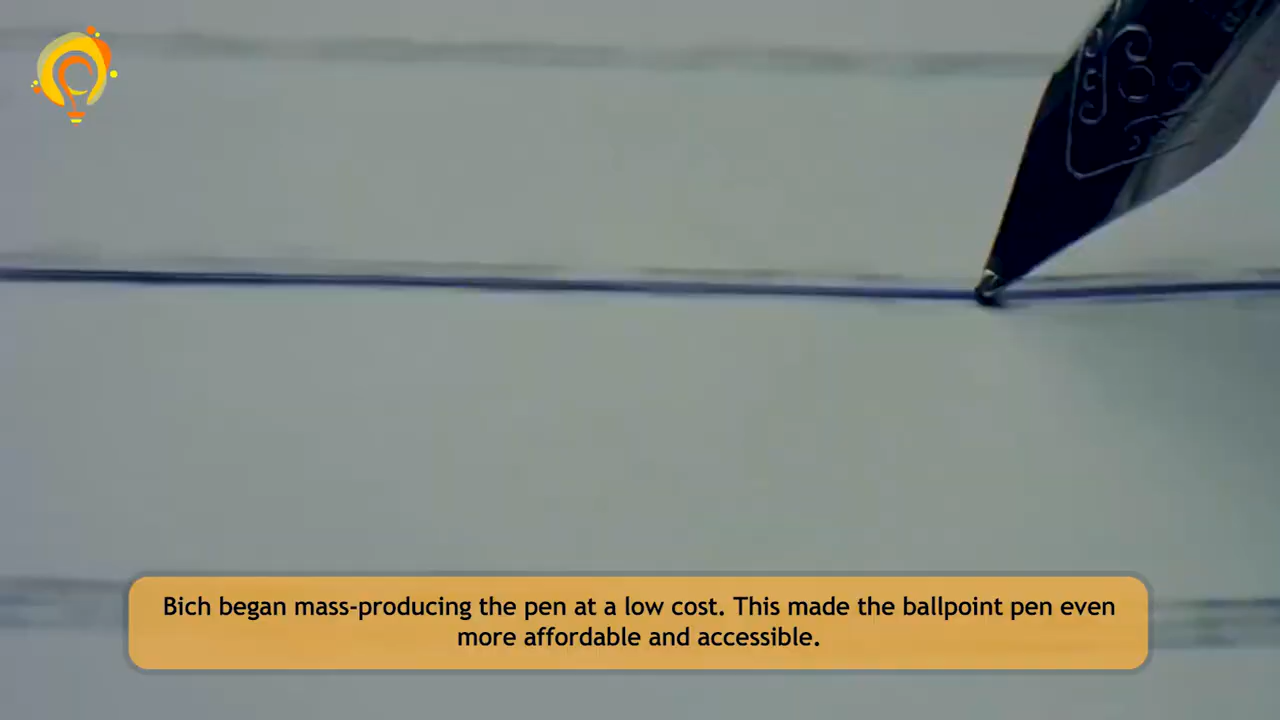 Bich began mass-producing the pen at a low cost. This made the ballpoint pen even
more affordable and accessible.